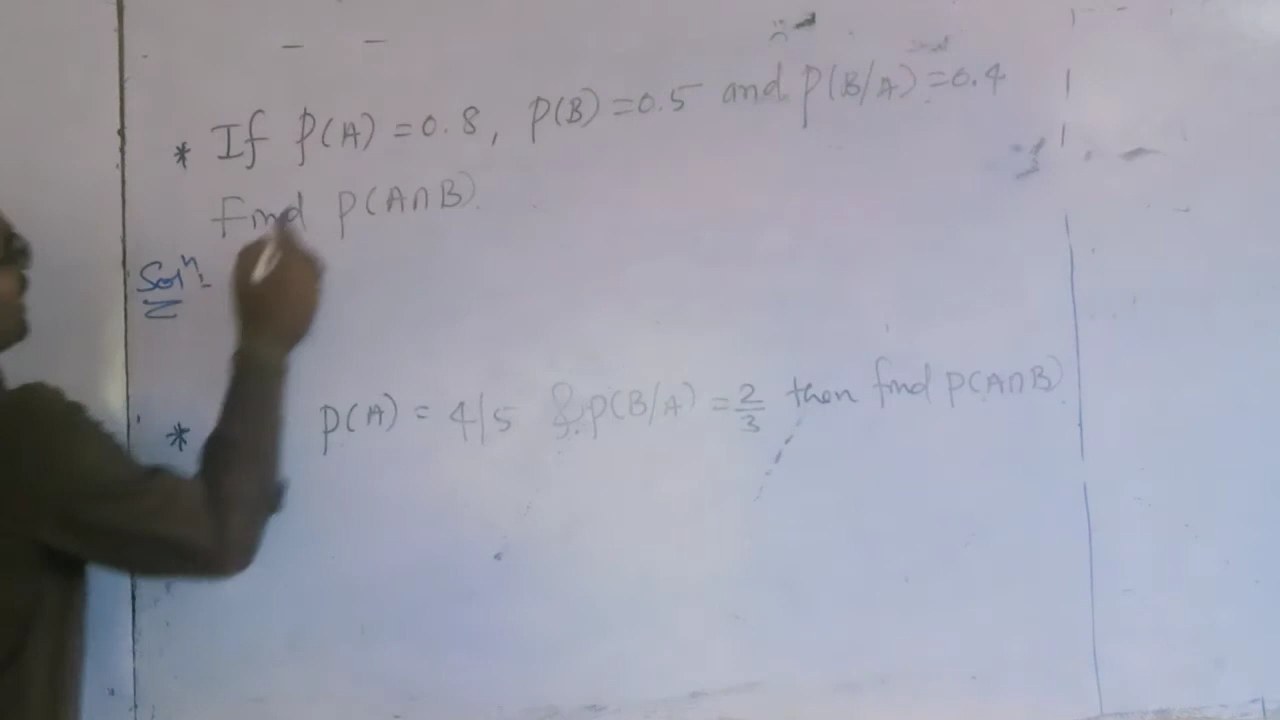 * If P(A) = 0.8, P(B) = 0.5 and P(B/A) = 0.4
Find P(A∩B).
Solⁿ:
* P(A) = 4/5 & P(B/A) = 2/3 then find P(A∩B)